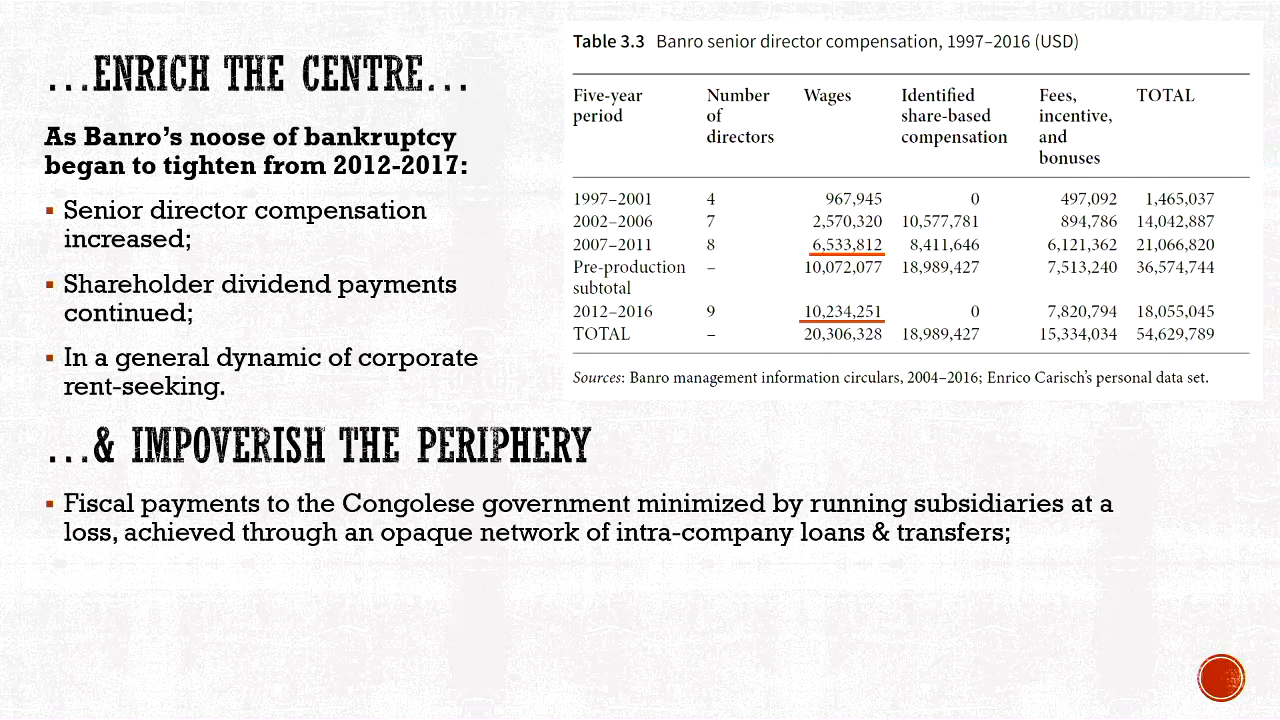 …ENRICH THE CENTRE…
As Banro’s noose of bankruptcy
began to tighten from 2012-2017:
▪ Senior director compensation
increased;
▪ Shareholder dividend payments
continued;
▪ In a general dynamic of corporate
rent-seeking.
Table 3.3 Banro senior director compensation, 1997–2016 (USD)
Five-year period | Number of directors | Wages | Identified share-based compensation | Fees, incentive, and bonuses | TOTAL
1997–2001 4 967,945 0 497,092 1,465,037
2002–2006 7 2,570,320 10,577,781 894,786 14,042,887
2007–2011 8 6,533,812 8,411,646 6,121,362 21,066,820
Pre-production – 10,072,077 18,989,427 7,513,240 36,574,744
subtotal
2012–2016 9 10,234,251 0 7,820,794 18,055,045
TOTAL – 20,306,328 18,989,427 15,334,034 54,629,789
Sources: Banro management information circulars, 2004–2016; Enrico Carisch’s personal data set.
…& IMPOVERISH THE PERIPHERY
▪ Fiscal payments to the Congolese government minimized by running subsidiaries at a
loss, achieved through an opaque network of intra-company loans & transfers;